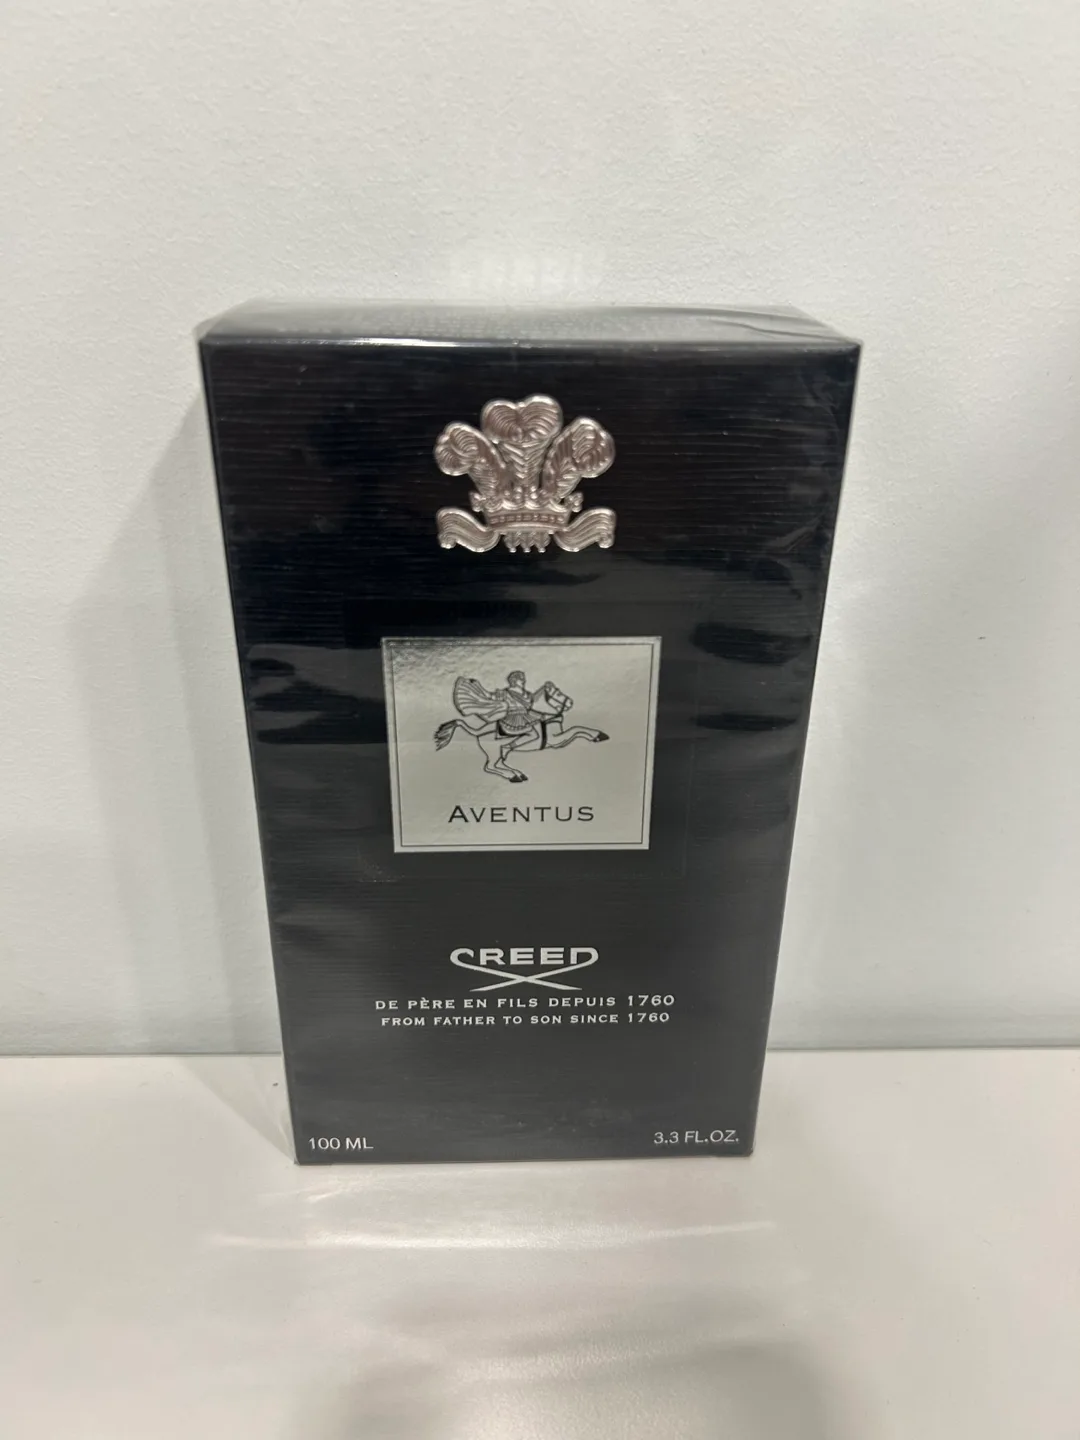 AVENTUS
CREED
DE PÈRE EN FILS DEPUIS 1760
FROM FATHER TO SON SINCE 1760
100 ML
3.3 FL.OZ.